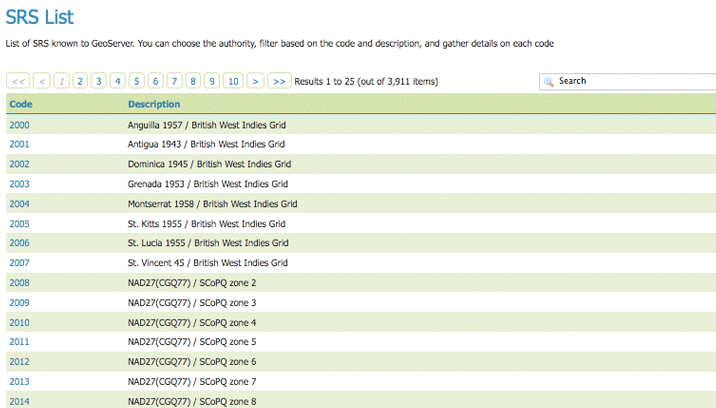 SRS List
List of SRS known to GeoServer. You can choose the authority, filter based on the code and description, and gather details on each code
<< < 1 2 3 4 5 6 7 8 9 10 > >> Results 1 to 25 (out of 3,911 items) Search
Code Description
2000 Anguilla 1957 / British West Indies Grid
2001 Antigua 1943 / British West Indies Grid
2002 Dominica 1945 / British West Indies Grid
2003 Grenada 1953 / British West Indies Grid
2004 Montserrat 1958 / British West Indies Grid
2005 St. Kitts 1955 / British West Indies Grid
2006 St. Lucia 1955 / British West Indies Grid
2007 St. Vincent 45 / British West Indies Grid
2008 NAD27(CGQ77) / SCoPQ zone 2
2009 NAD27(CGQ77) / SCoPQ zone 3
2010 NAD27(CGQ77) / SCoPQ zone 4
2011 NAD27(CGQ77) / SCoPQ zone 5
2012 NAD27(CGQ77) / SCoPQ zone 6
2013 NAD27(CGQ77) / SCoPQ zone 7
2014 NAD27(CGQ77) / SCoPQ zone 8